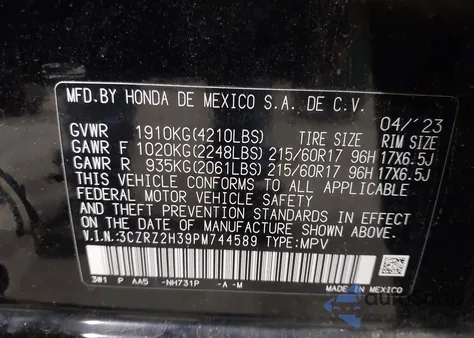 MFD.BY HONDA DE MEXICO S.A. DE C.V.
04/'23
GVWR 1910KG(4210LBS) TIRE SIZE RIM SIZE
GAWR F 1020KG(2248LBS) 215/60R17 96H 17X6.5J
GAWR R 935KG(2061LBS) 215/60R17 96H 17X6.5J
THIS VEHICLE CONFORMS TO ALL APPLICABLE
FEDERAL MOTOR VEHICLE SAFETY
AND THEFT PREVENTION STANDARDS IN EFFECT
ON THE DATE OF MANUFACTURE SHOWN ABOVE.
V.I.N:3CZRZ2H39PM744589 TYPE:MPV
3W1 P AA5 -NH731P -A -M
MADE IN MEXICO